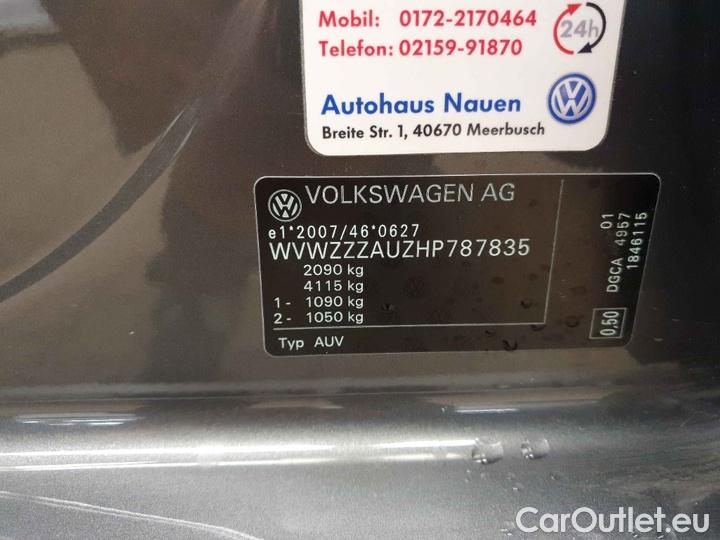 Mobil: 0172-2170464
Telefon: 02159-91870
24h
Autohaus Nauen
Breite Str. 1, 40670 Meerbusch
VOLKSWAGEN AG
e1*2007/46*0627
WVWZZZAUZHP787835
2090 kg
4115 kg
1- 1090 kg
2- 1050 kg
Typ AUV
01
DGCA 4957
1846115
0,50
CarOutlet.eu